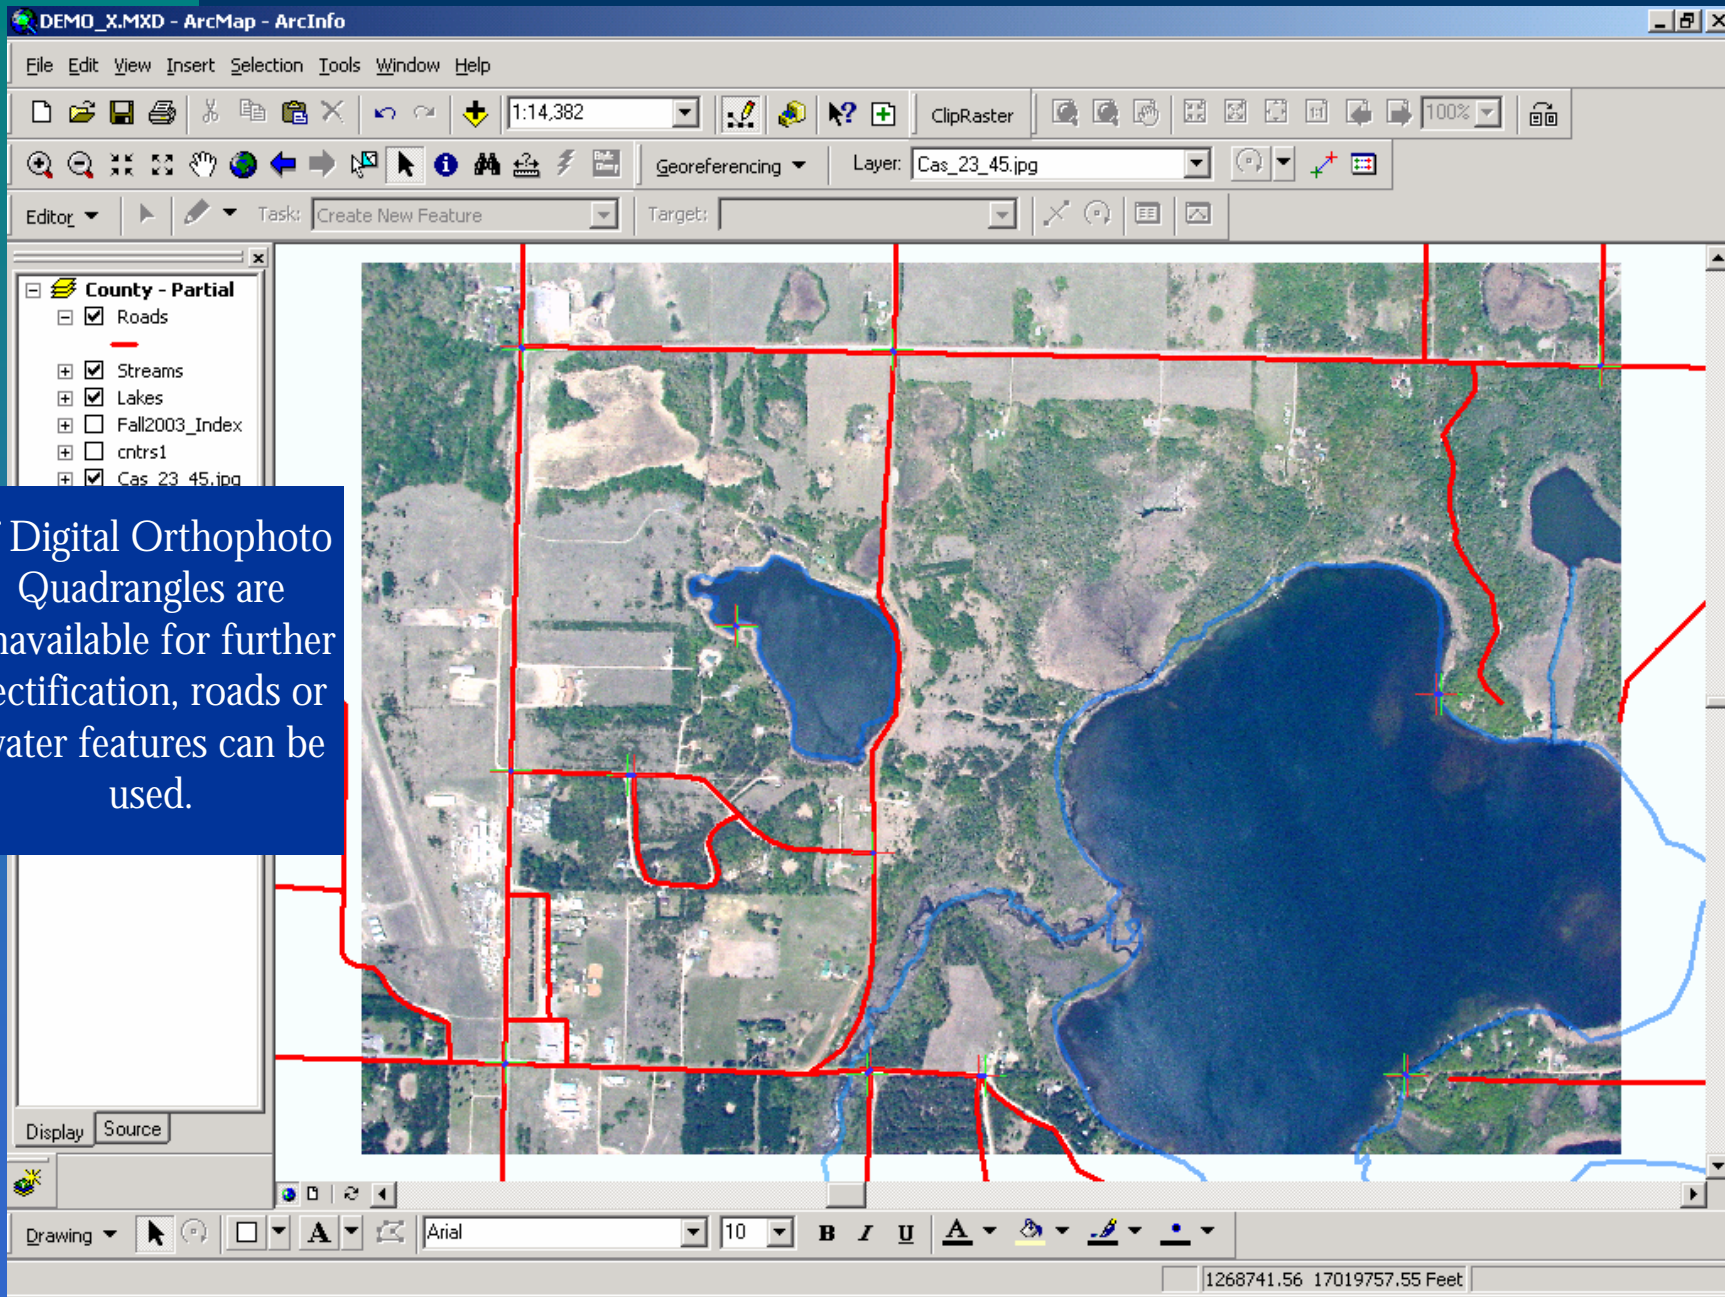 DEMO_X.MXD - ArcMap - ArcInfo
File Edit View Insert Selection Tools Window Help
1:14,382
ClipRaster
100%
Georeferencing
Layer: Cas_23_45.jpg
Editor
Task: Create New Feature
Target:
County - Partial
Roads
Streams
Lakes
Fall2003_Index
cntrs1
Cas_23_45.jpg
Digital Orthophoto
Quadrangles are
navailable for further
ectification, roads or
vater features can be
used.
Display Source
Drawing
A
Arial
10
B I U A
1268741.56 17019757.55 Feet